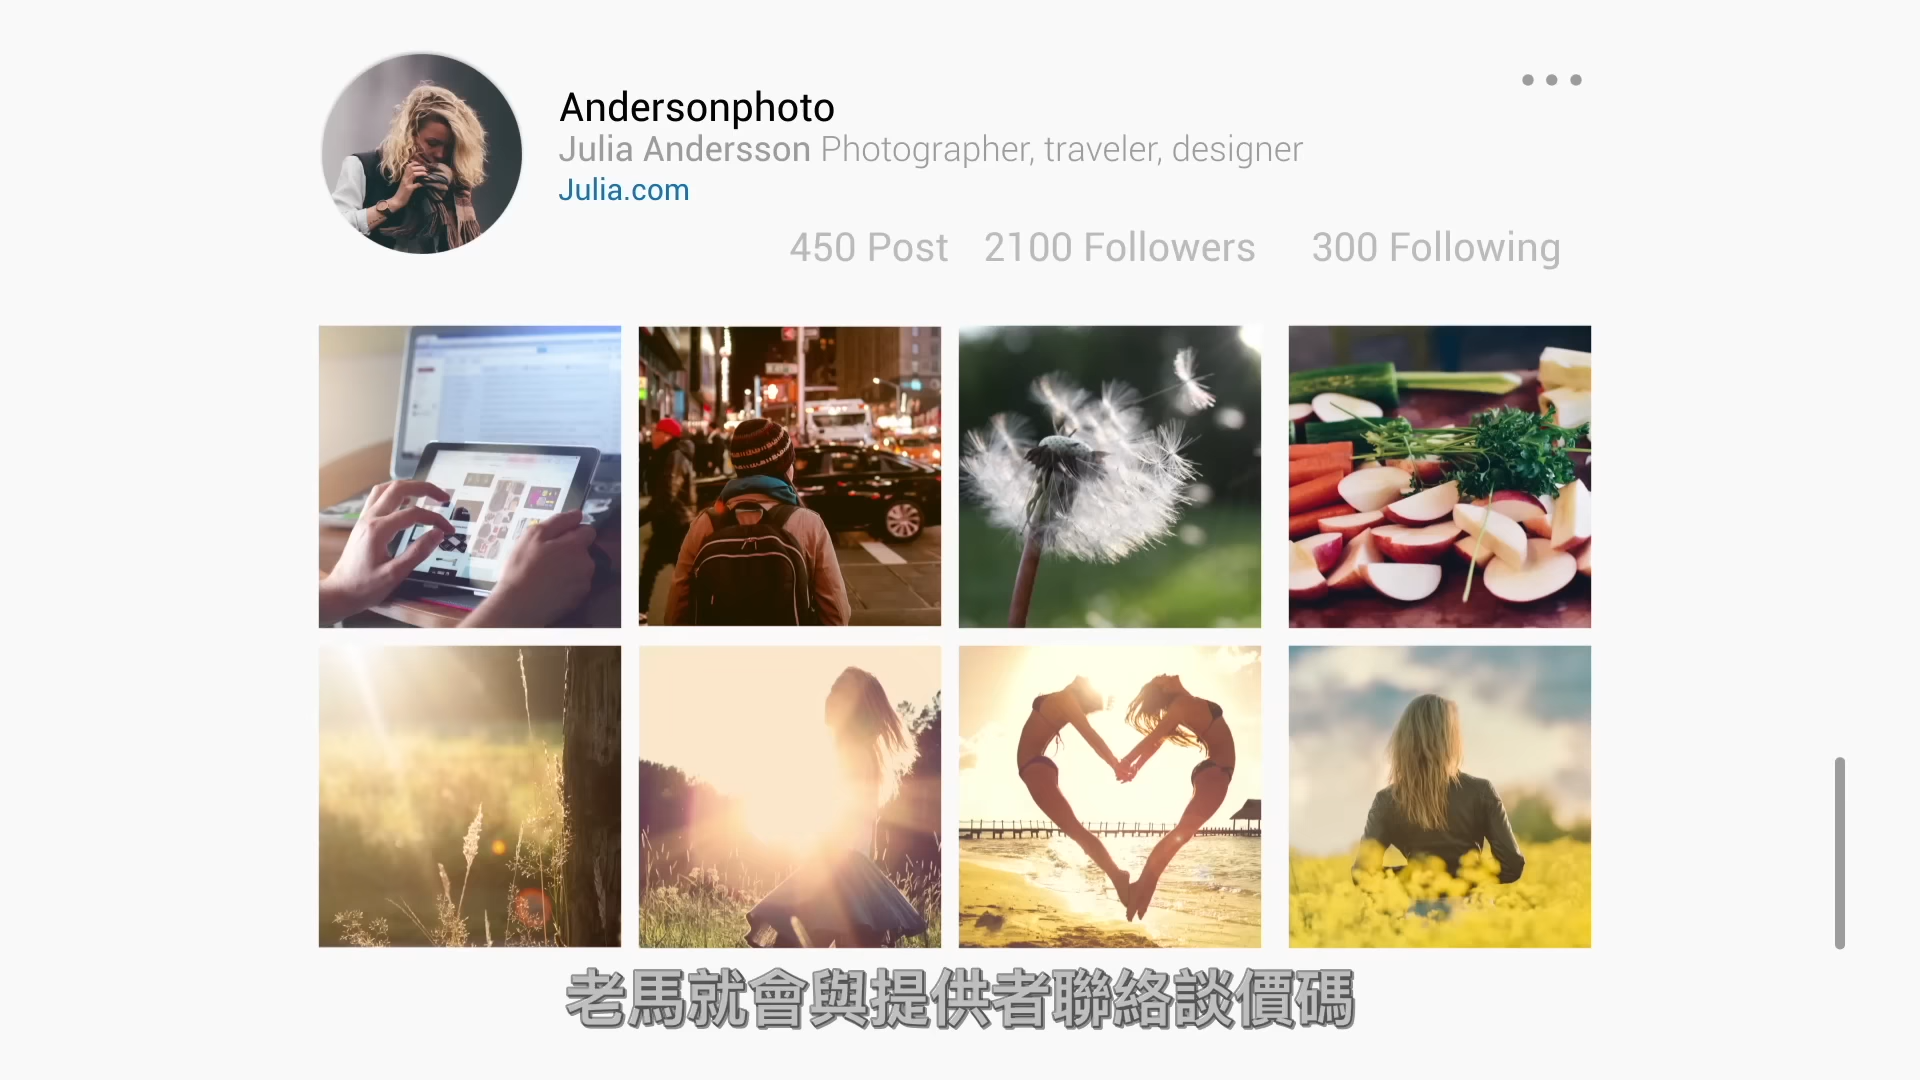 Andersonphoto
Julia Andersson Photographer, traveler, designer
Julia.com
450 Post 2100 Followers 300 Following
老馬就會與提供者聯絡談價碼